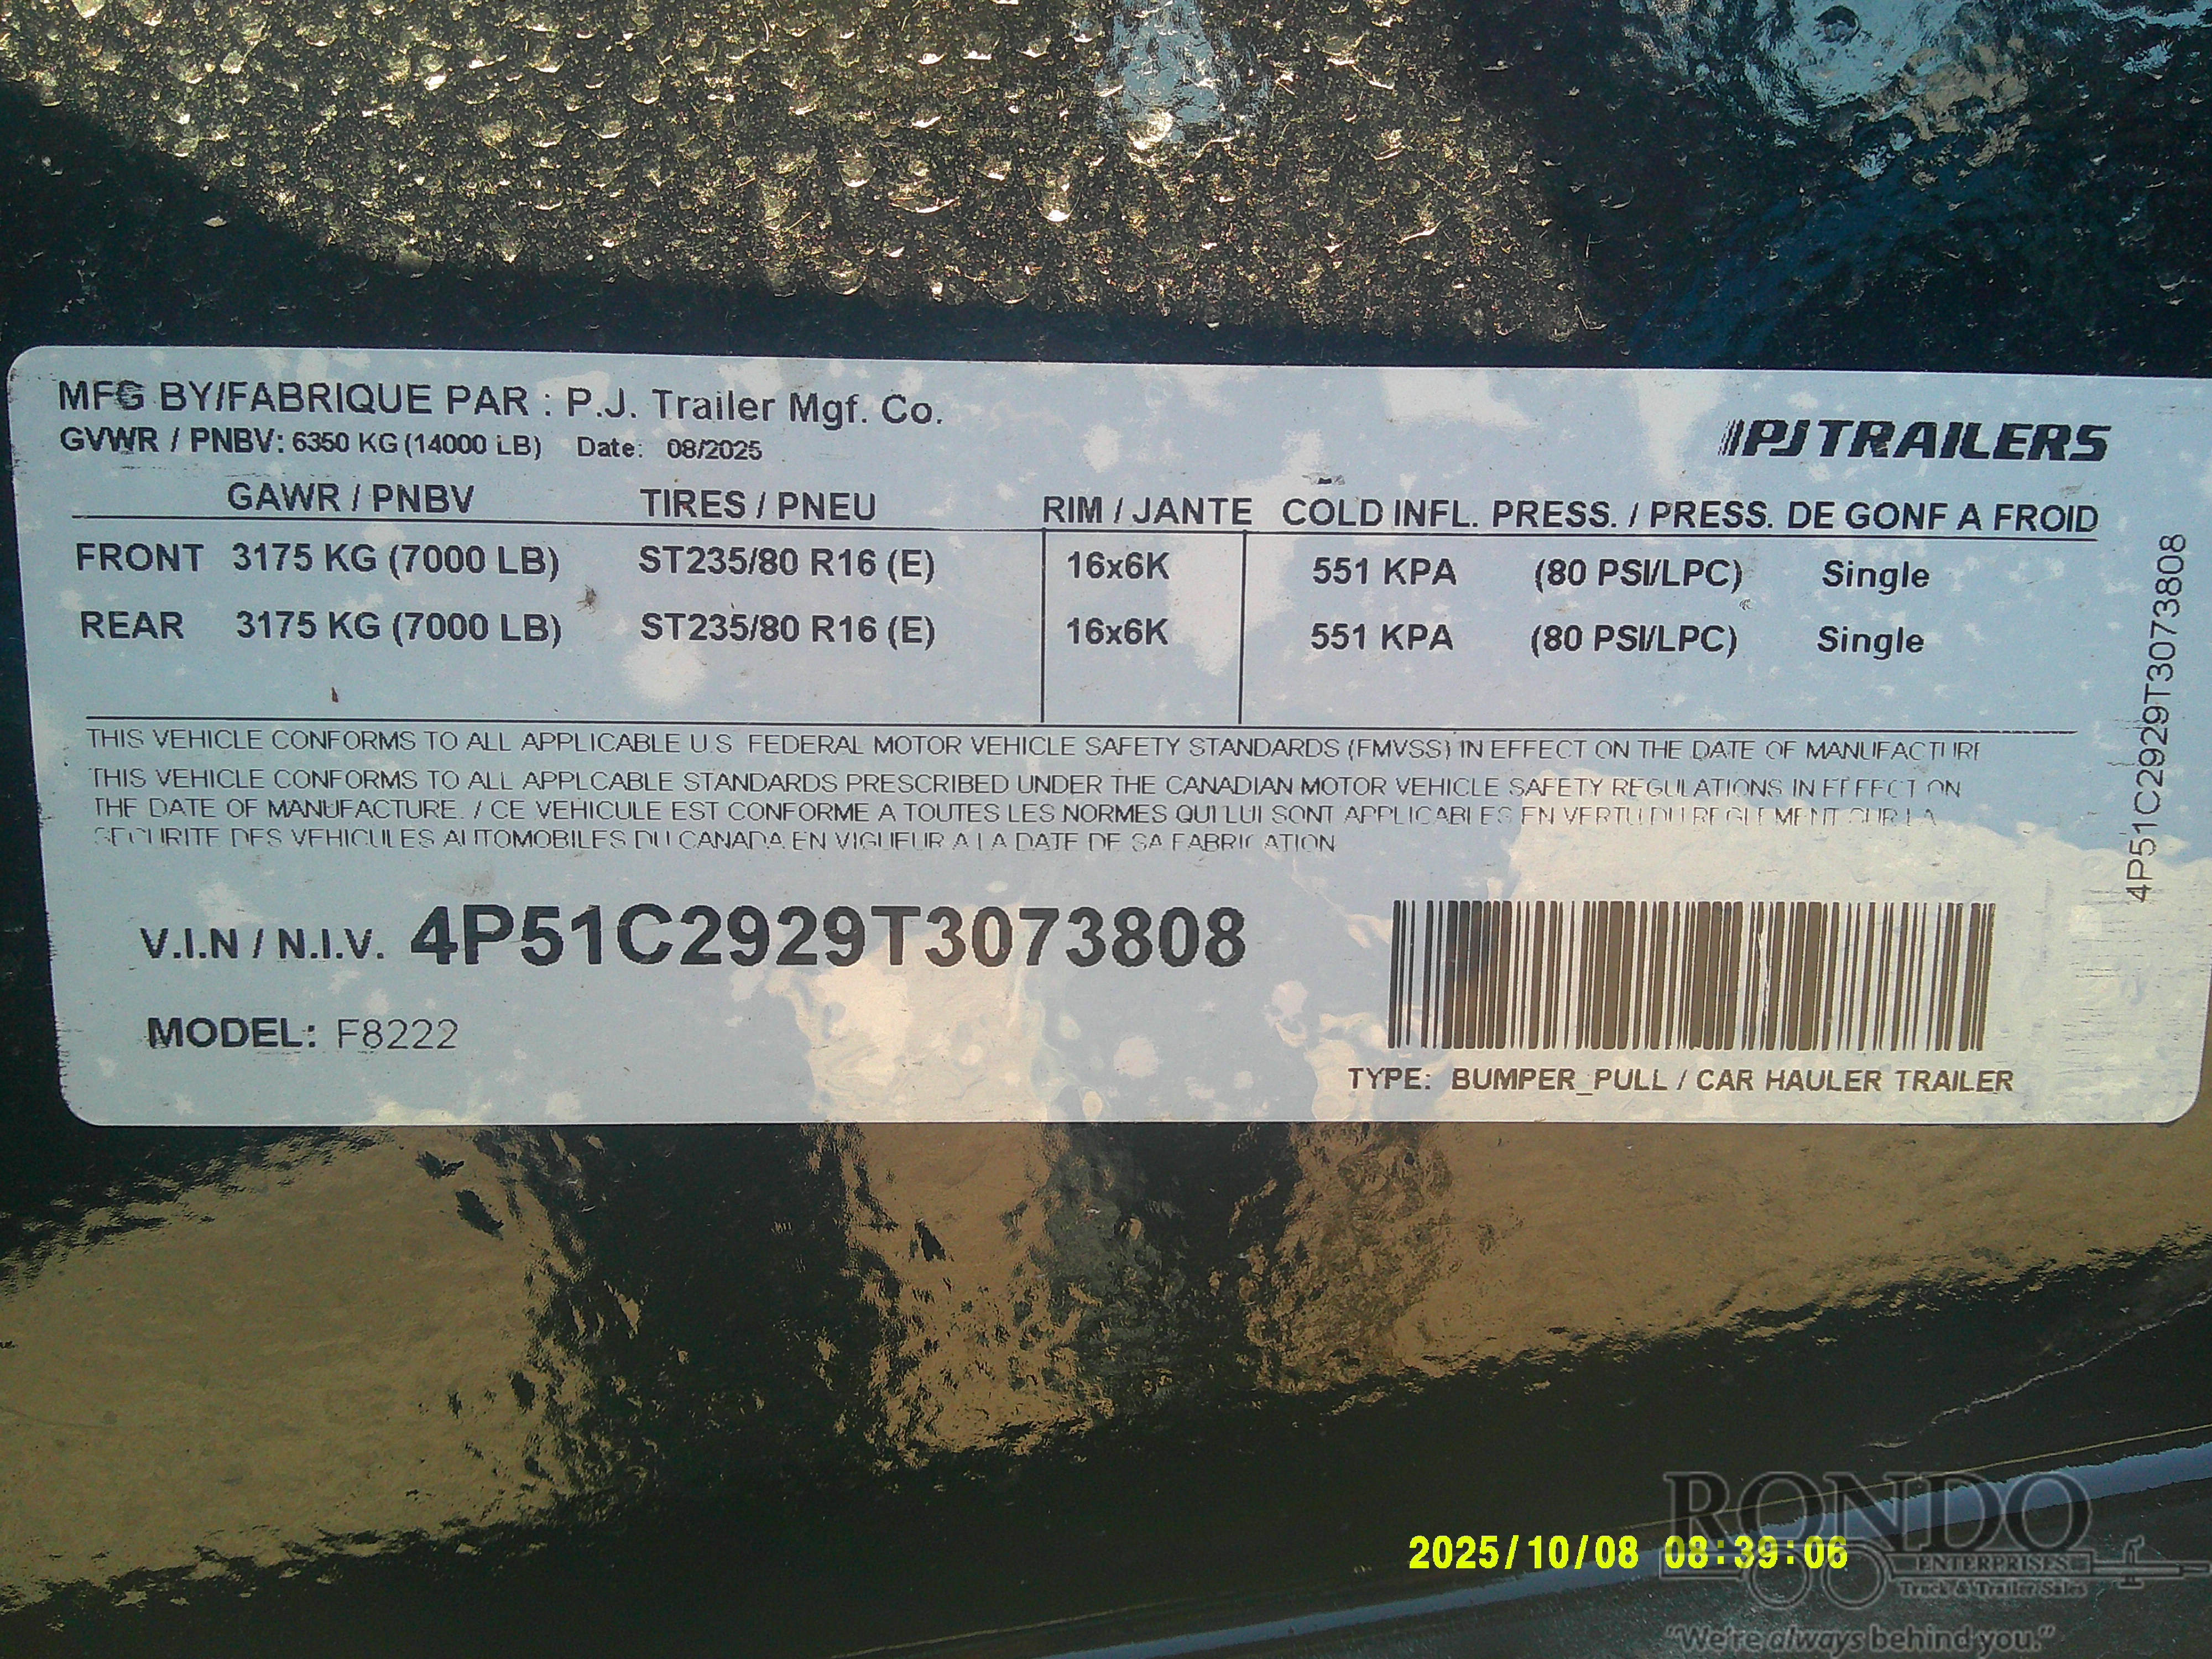 MFG BY/FABRIQUE PAR : P.J. Trailer Mgf. Co.
GVWR / PNBV: 6350 KG (14000 LB) Date: 08/2025
PJ TRAILERS
GAWR / PNBV TIRES / PNEU RIM / JANTE COLD INFL. PRESS. / PRESS. DE GONF A FROID
FRONT 3175 KG (7000 LB) ST235/80 R16 (E) 16x6K 551 KPA (80 PSI/LPC) Single
REAR 3175 KG (7000 LB) ST235/80 R16 (E) 16x6K 551 KPA (80 PSI/LPC) Single
THIS VEHICLE CONFORMS TO ALL APPLICABLE U.S FEDERAL MOTOR VEHICLE SAFETY STANDARDS (FMVSS) IN EFFECT ON THE DATE OF MANUFACTURE
THIS VEHICLE CONFORMS TO ALL APPLCABLE STANDARDS PRESCRIBED UNDER THE CANADIAN MOTOR VEHICLE SAFETY REGULATIONS IN EFFECT ON
THE DATE OF MANUFACTURE. / CE VEHICULE EST CONFORME A TOUTES LES NORMES QUI LUI SONT APPLICABLES EN VERTU DU REGLEMENT SUR LA
SECURITE DES VEHICULES AUTOMOBILES DU CANADA EN VIGUEUR A LA DATE DE SA FABRICATION
4P51C2929T3073808
V.I.N / N.I.V. 4P51C2929T3073808
MODEL: F8222
TYPE: BUMPER_PULL / CAR HAULER TRAILER
2025/10/08 08:39:06
RONDO
ENTERPRISES
Truck & Trailer Sales
"We're always behind you."